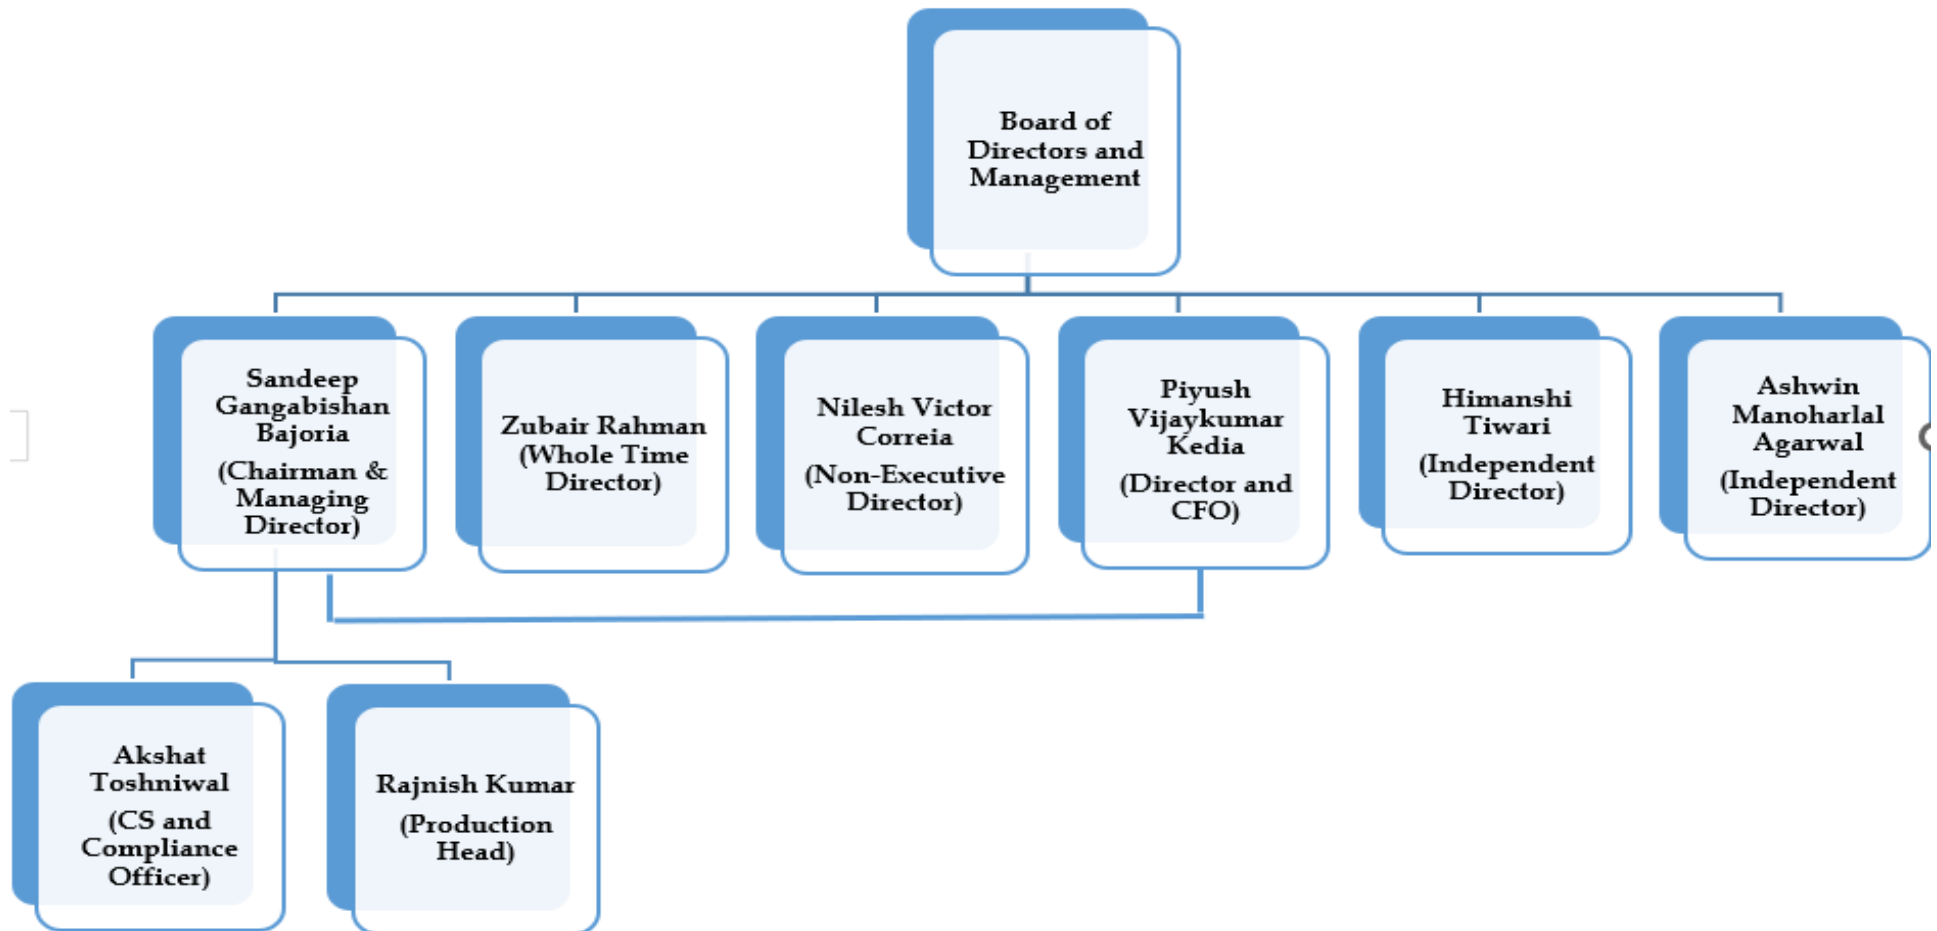 Board of
Directors and
Management
Sandeep
Gangabishan
Bajoria
(Chairman &
Managing
Director)
Zubair Rahman
(Whole Time
Director)
Nilesh Victor
Correia
(Non-Executive
Director)
Piyush
Vijaykumar
Kedia
(Director and
CFO)
Himanshi
Tiwari
(Independent
Director)
Ashwin
Manoharlal
Agarwal
(Independent
Director)
Akshat
Toshniwal
(CS and
Compliance
Officer)
Rajnish Kumar
(Production
Head)